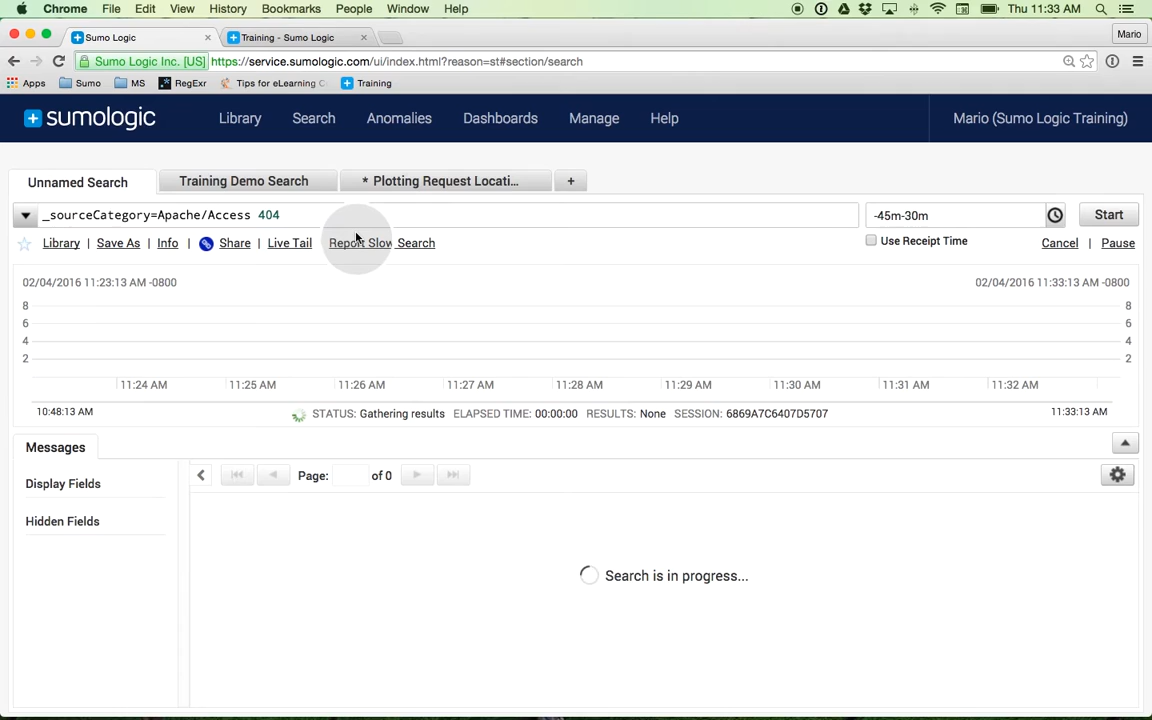 Chrome File Edit View History Bookmarks People Window Help Thu 11:33 AM
Sumo Logic × Training - Sumo Logic × Mario
Sumo Logic Inc. [US] https://service.sumologic.com/ui/index.html?reason=st#section/search
Apps Sumo MS RegExr Tips for eLearning C Training
sumologic Library Search Anomalies Dashboards Manage Help Mario (Sumo Logic Training)
Unnamed Search Training Demo Search * Plotting Request Locati... +
_sourceCategory=Apache/Access 404 -45m-30m Start
Library | Save As | Info | Share | Live Tail Report Slow Search Use Receipt Time Cancel | Pause
02/04/2016 11:23:13 AM -0800 02/04/2016 11:33:13 AM -0800
8 8
6 6
4 4
2 2
11:24 AM 11:25 AM 11:26 AM 11:27 AM 11:28 AM 11:29 AM 11:30 AM 11:31 AM 11:32 AM
10:48:13 AM STATUS: Gathering results ELAPSED TIME: 00:00:00 RESULTS: None SESSION: 6869A7C6407D5707 11:33:13 AM
Messages
Display Fields Page: of 0
Hidden Fields
Search is in progress...